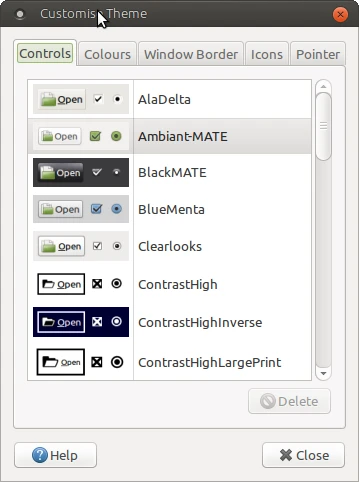 Customise Theme
Controls Colours Window Border Icons Pointer
Open AlaDelta
Open Ambiant-MATE
Open BlackMATE
Open BlueMenta
Open Clearlooks
Open ContrastHigh
Open ContrastHighInverse
Open ContrastHighLargePrint
Delete
Help Close